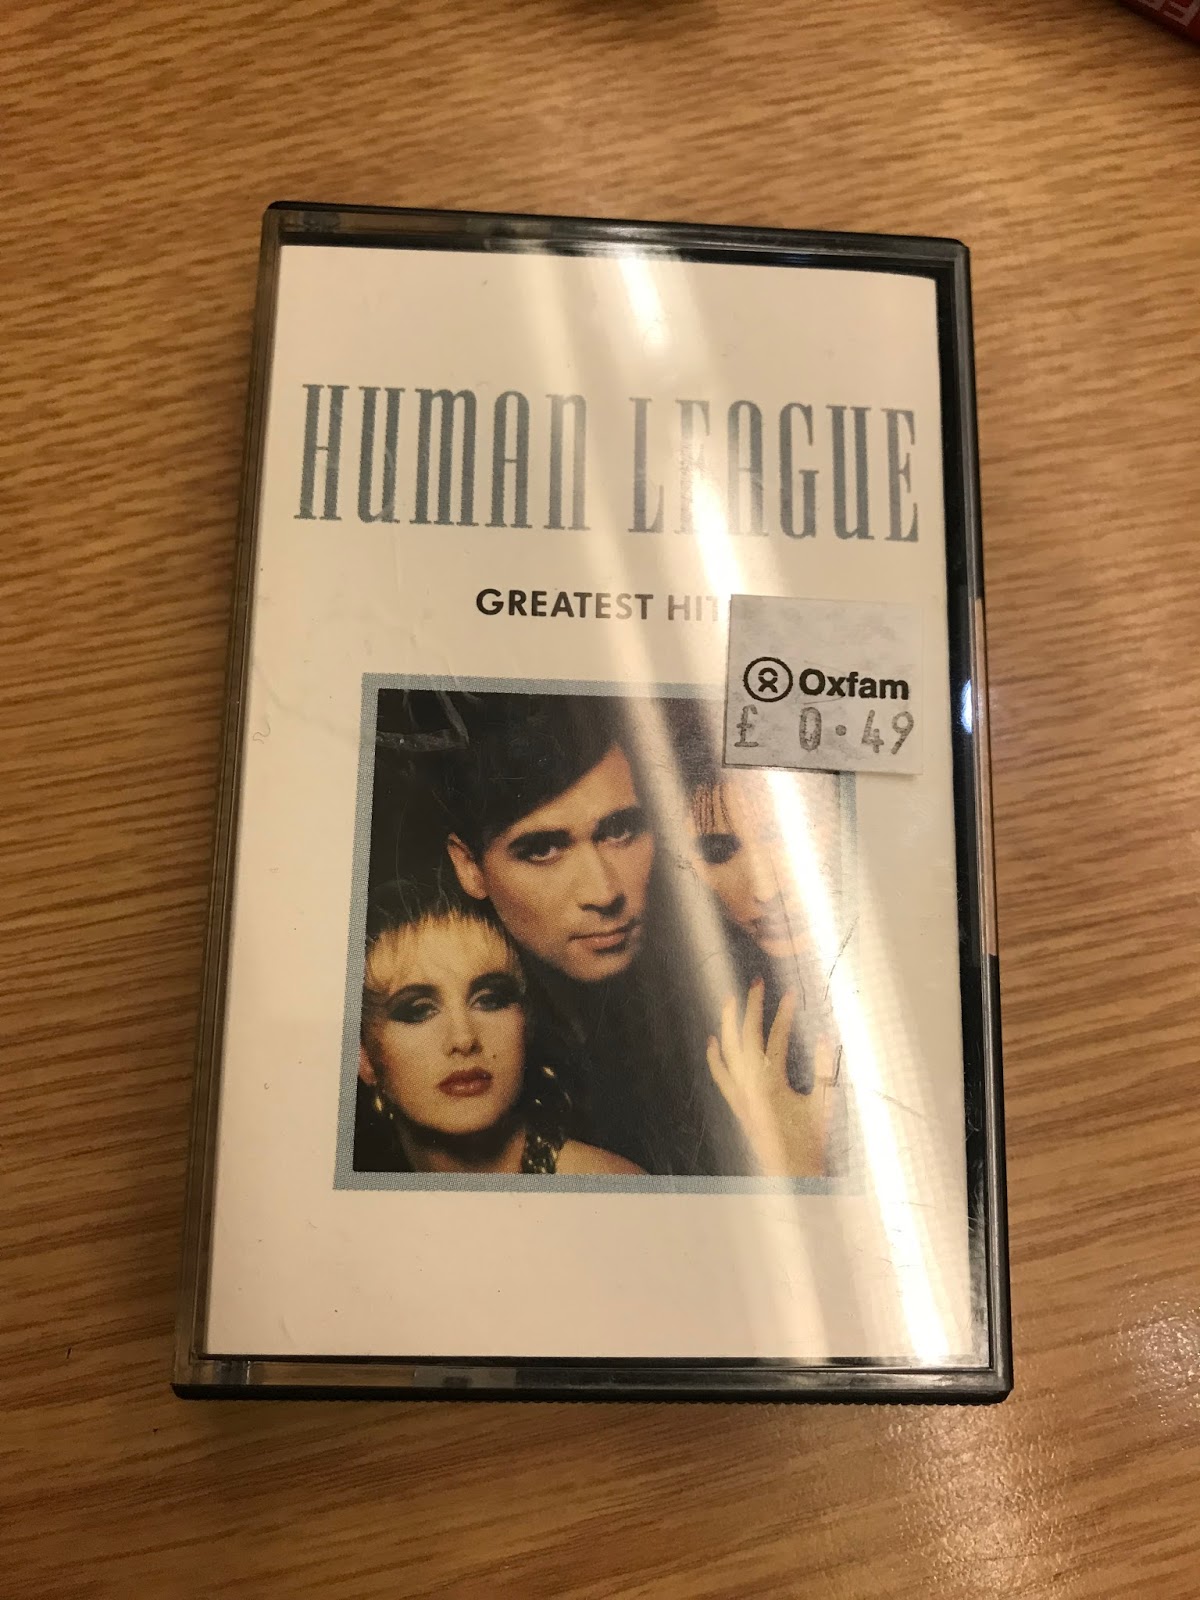 HUMAN LEAGUE
GREATEST HIT
Oxfam
£ 0.49